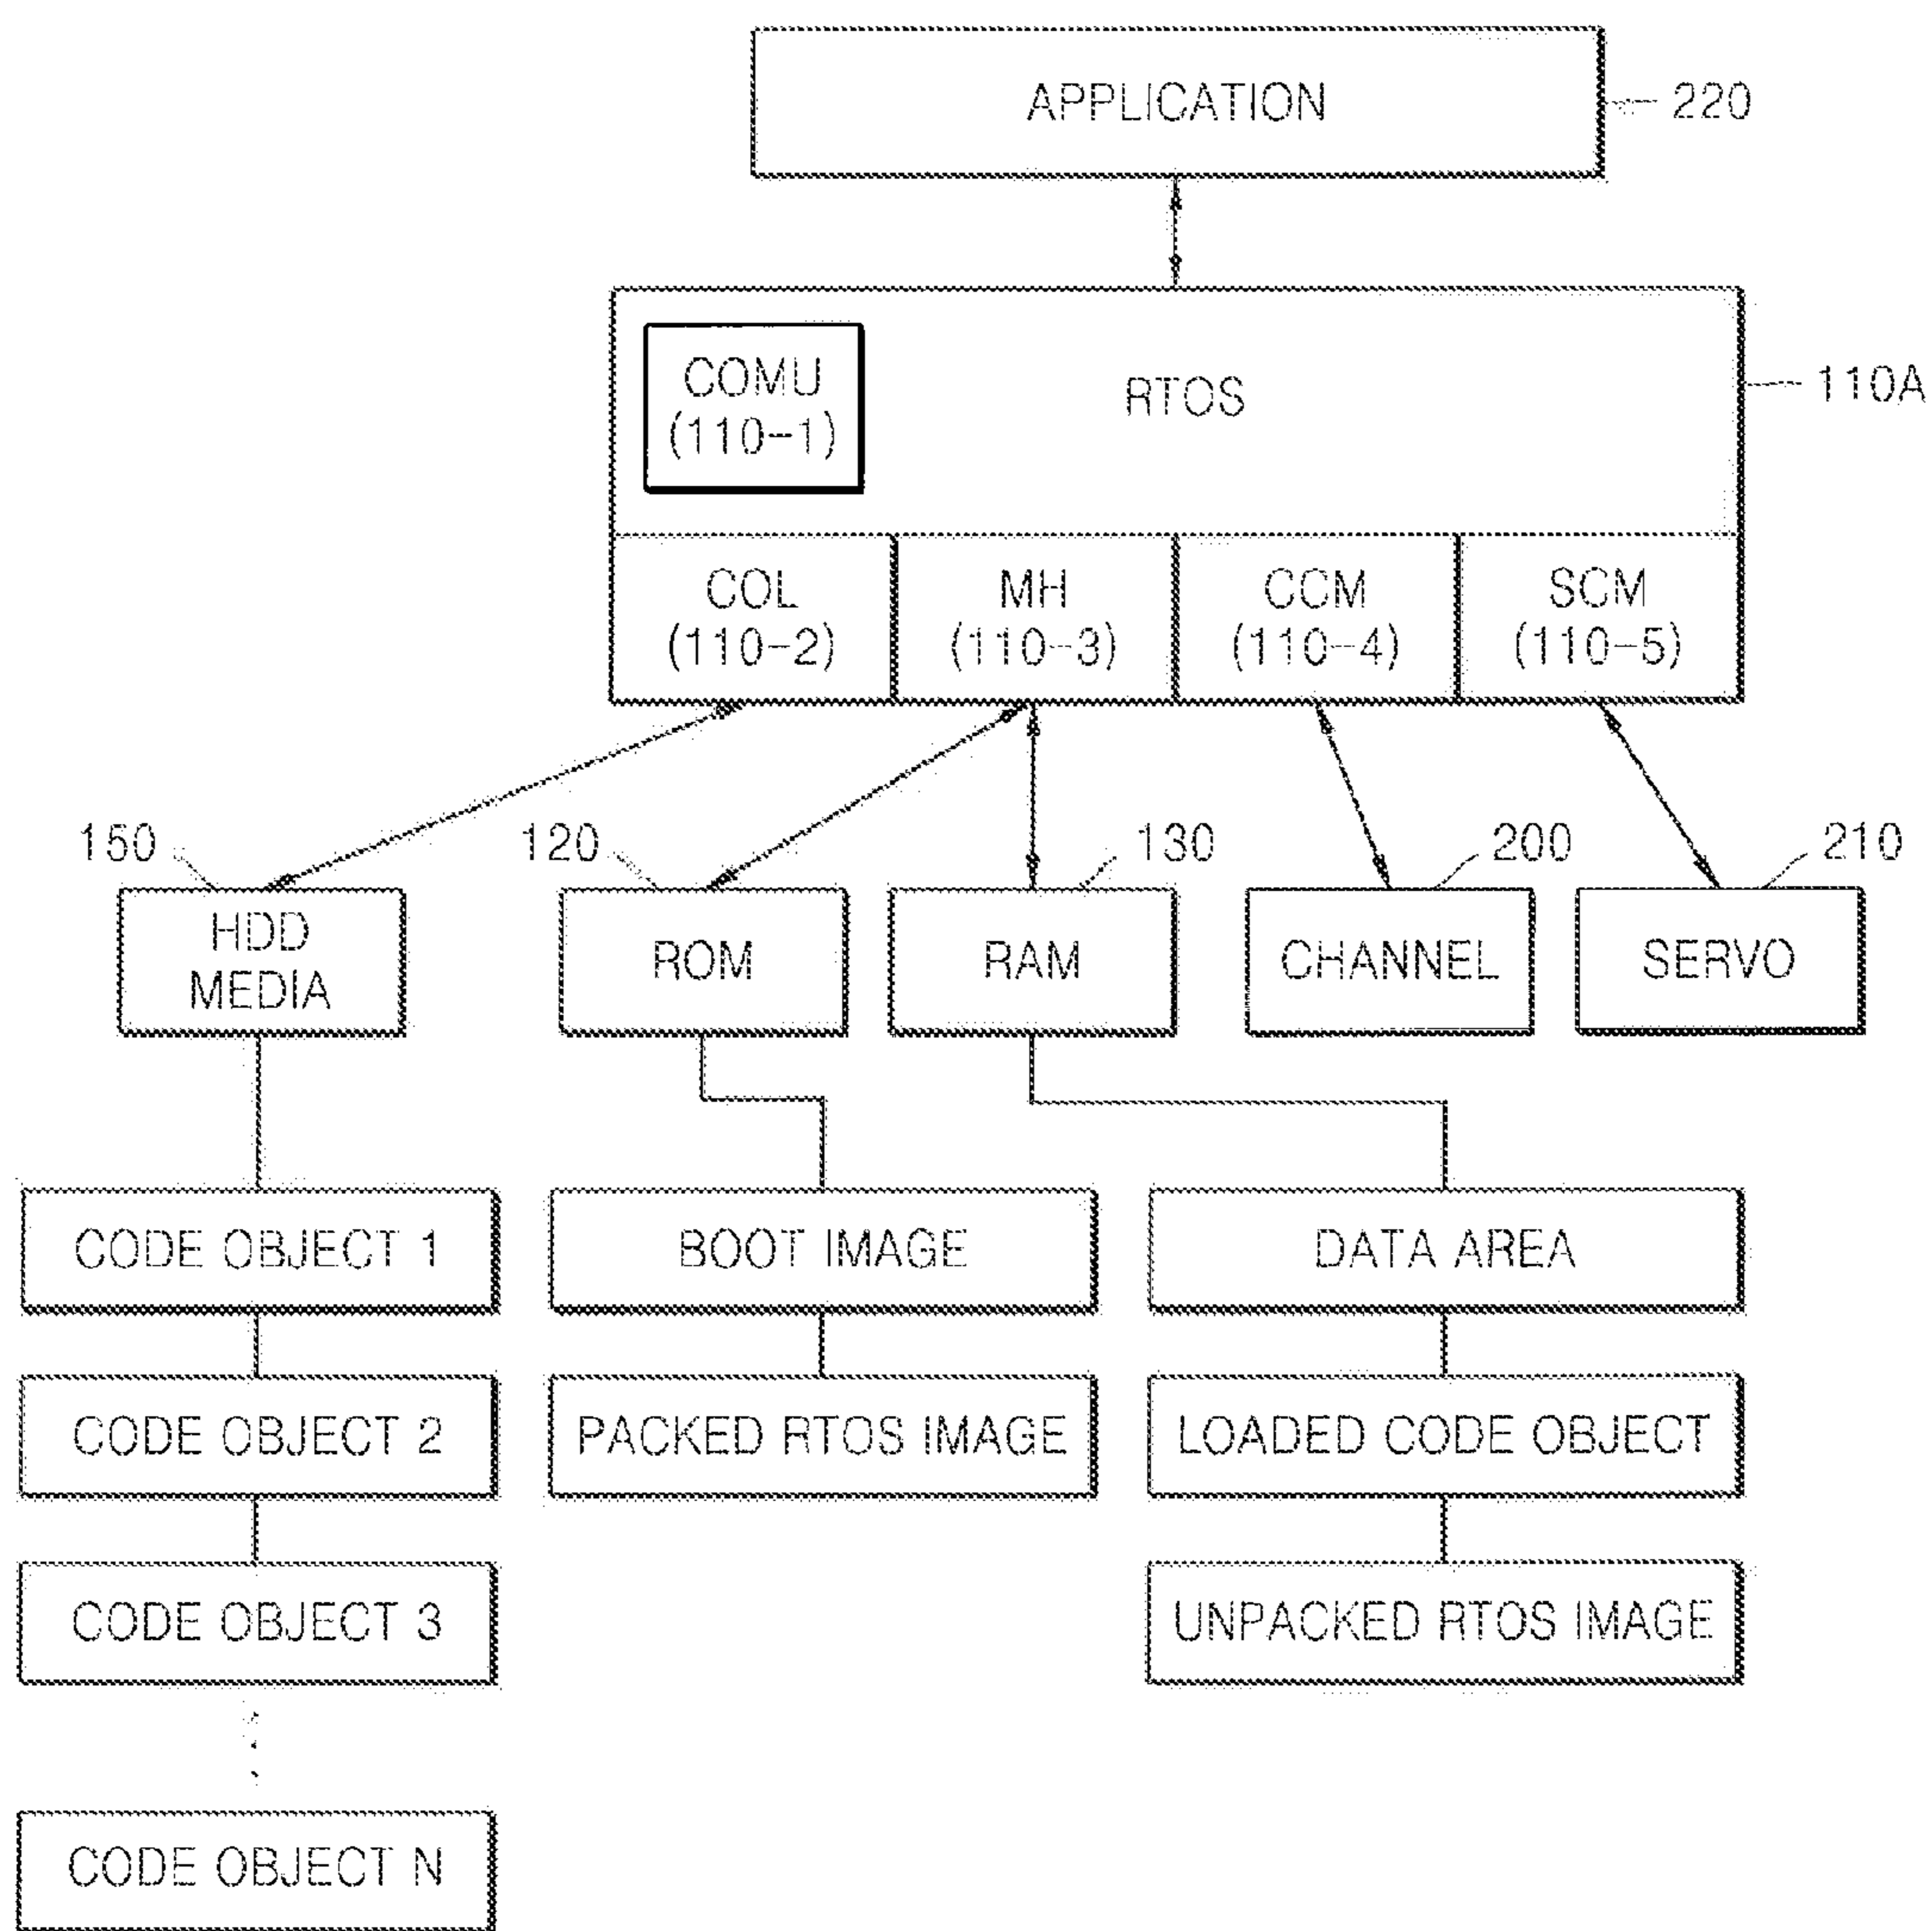 APPLICATION
220
COMU
(110-1)
RTOS
110A
COL
(110-2)
MH
(110-3)
CCM
(110-4)
SCM
(110-5)
150
120
130
200
210
HDD
MEDIA
ROM
RAM
CHANNEL
SERVO
CODE OBJECT 1
BOOT IMAGE
DATA AREA
CODE OBJECT 2
PACKED RTOS IMAGE
LOADED CODE OBJECT
CODE OBJECT 3
UNPACKED RTOS IMAGE
CODE OBJECT N